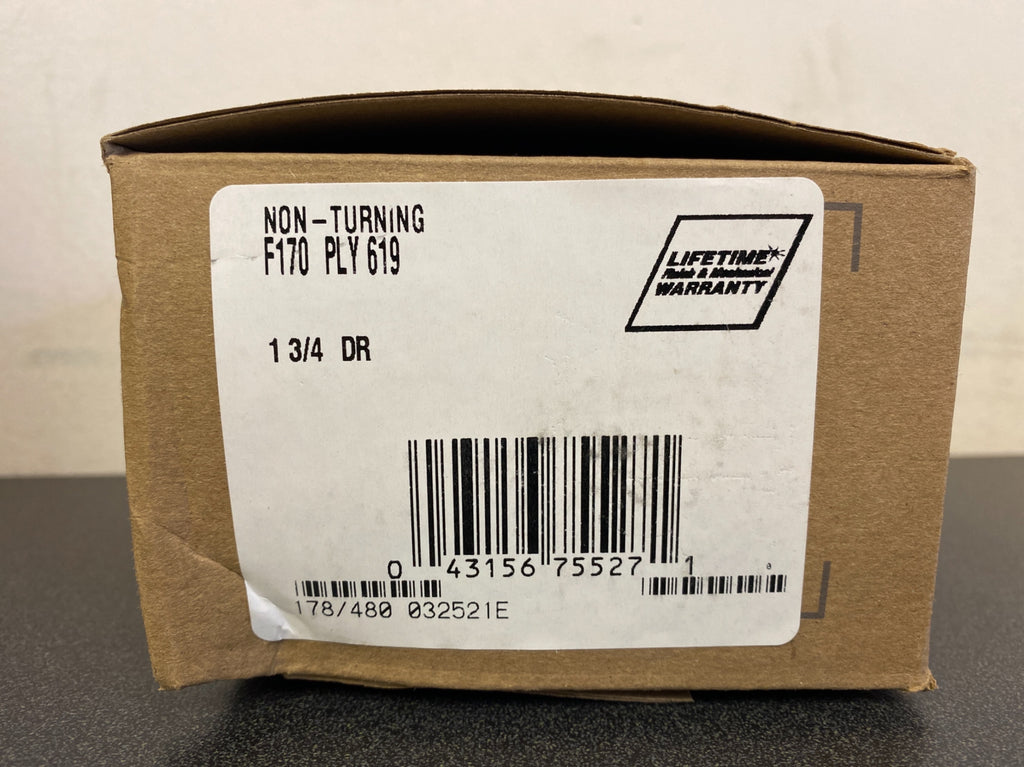 NON-TURNING
F170 PLY 619
LIFETIME
Finish & Mechanical
WARRANTY
1 3/4 DR
0 43156 75527 1
0
178/480 032521E